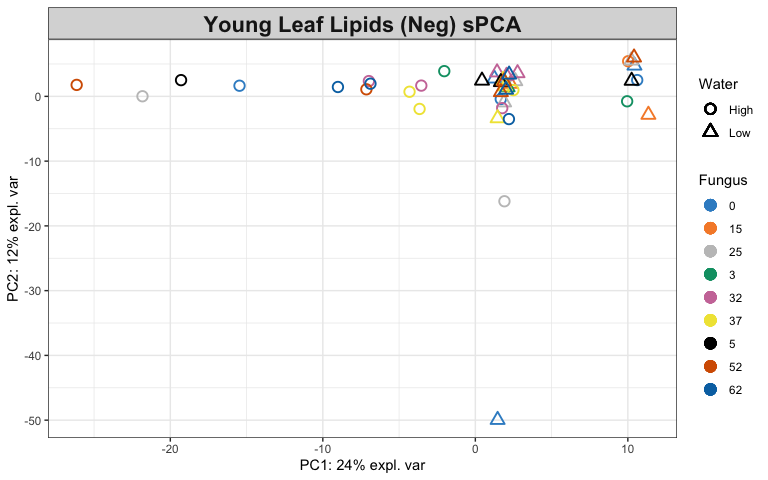 Young Leaf Lipids (Neg) sPCA
0
-10
-20
-30
-40
-50
PC2: 12% expl. var
-20
-10
0
10
PC1: 24% expl. var
Water
High
Low
Fungus
0
15
25
3
32
37
5
52
62